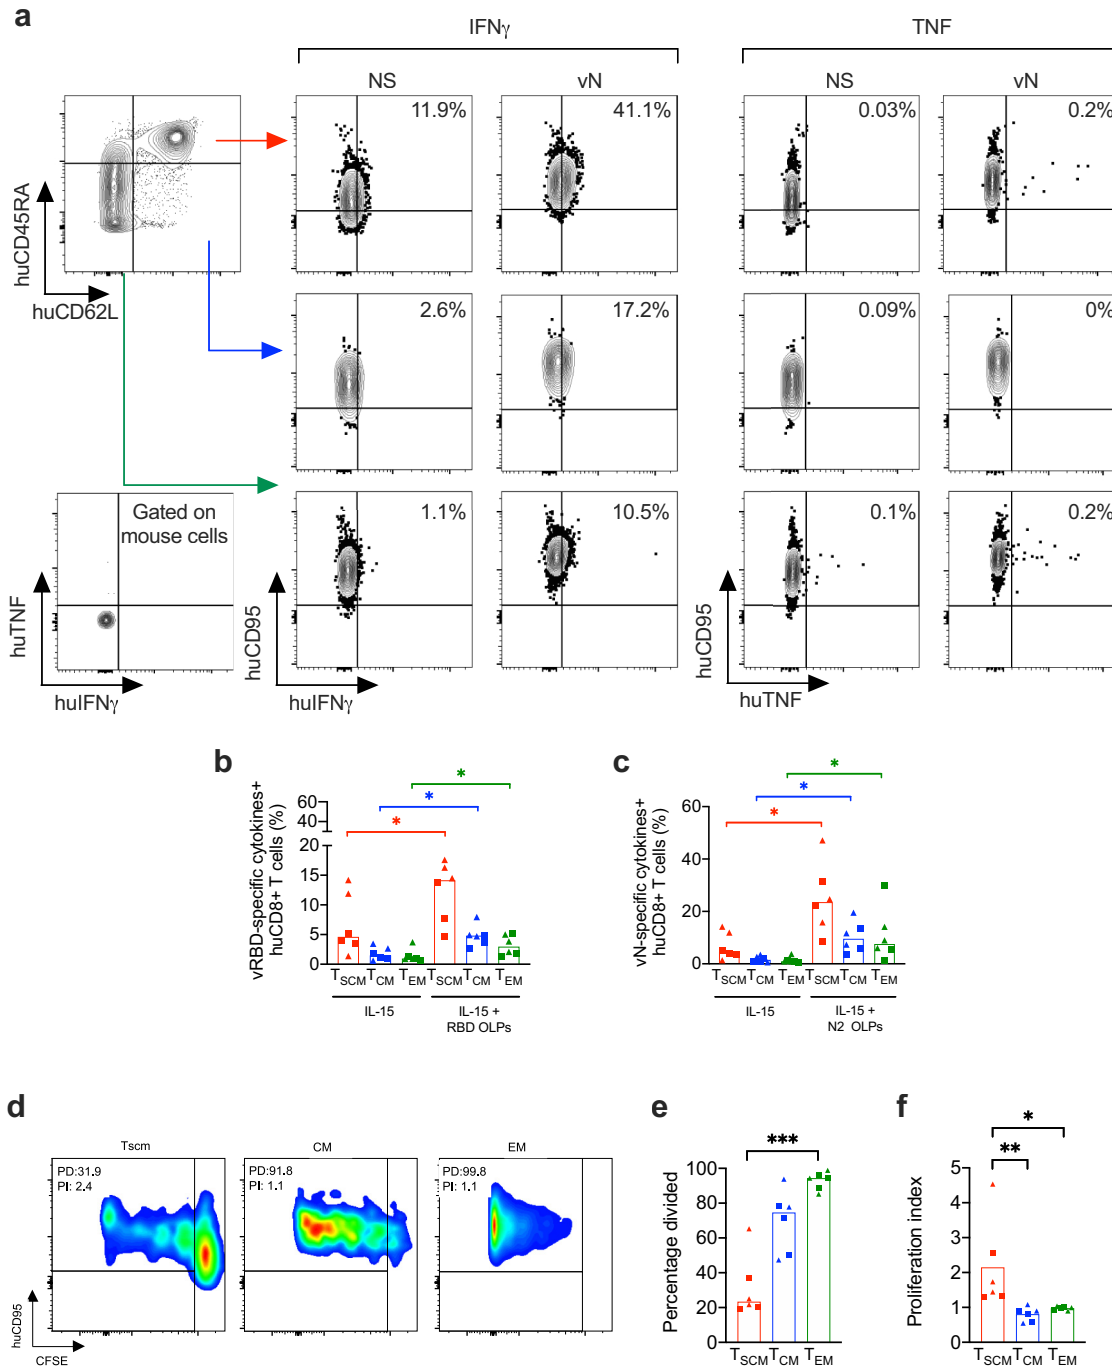 a
IFNγ
TNF
NS
vN
NS
vN
11.9%
41.1%
0.03%
0.2%
huCD45RA
huCD62L
2.6%
17.2%
0.09%
0%
Gated on
mouse cells
1.1%
10.5%
0.1%
0.2%
huTNF
huCD95
huCD95
huIFNγ
huIFNγ
huTNF
b
c
vRBD-specific cytokines+
huCD8+ T cells (%)
60
40
20
15
10
5
0
* * *
TSCM TCM TEM TSCM TCM TEM
IL-15
IL-15 +
RBD OLPs
vN-specific cytokines+
huCD8+ T cells (%)
60
40
20
0
* * *
TSCM TCM TEM TSCM TCM TEM
IL-15
IL-15 +
N2 OLPs
d
Tscm
CM
EM
PD:31.9
PI: 2.4
PD:91.8
PI: 1.1
PD:99.8
PI: 1.1
huCD95
CFSE
e
***
Percentage divided
100
80
60
40
20
0
TSCM TCM TEM
f
*
**
Proliferation index
5
4
3
2
1
0
TSCM TCM TEM